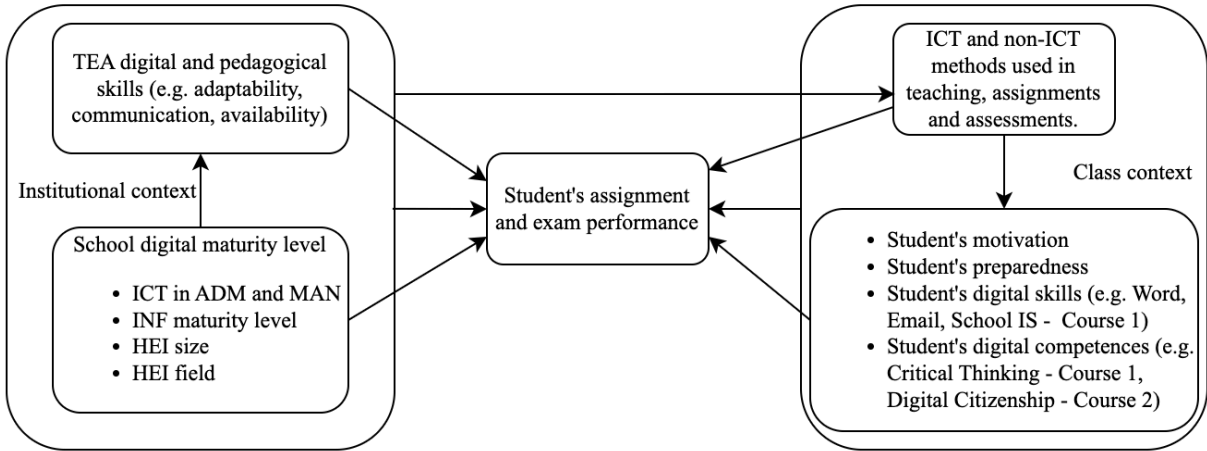 TEA digital and pedagogical
skills (e.g. adaptability,
communication, availability)
Institutional context
School digital maturity level
• ICT in ADM and MAN
• INF maturity level
• HEI size
• HEI field
Student's assignment
and exam performance
ICT and non-ICT
methods used in
teaching, assignments
and assessments.
Class context
• Student's motivation
• Student's preparedness
• Student's digital skills (e.g. Word,
Email, School IS - Course 1)
• Student's digital competences (e.g.
Critical Thinking - Course 1,
Digital Citizenship - Course 2)